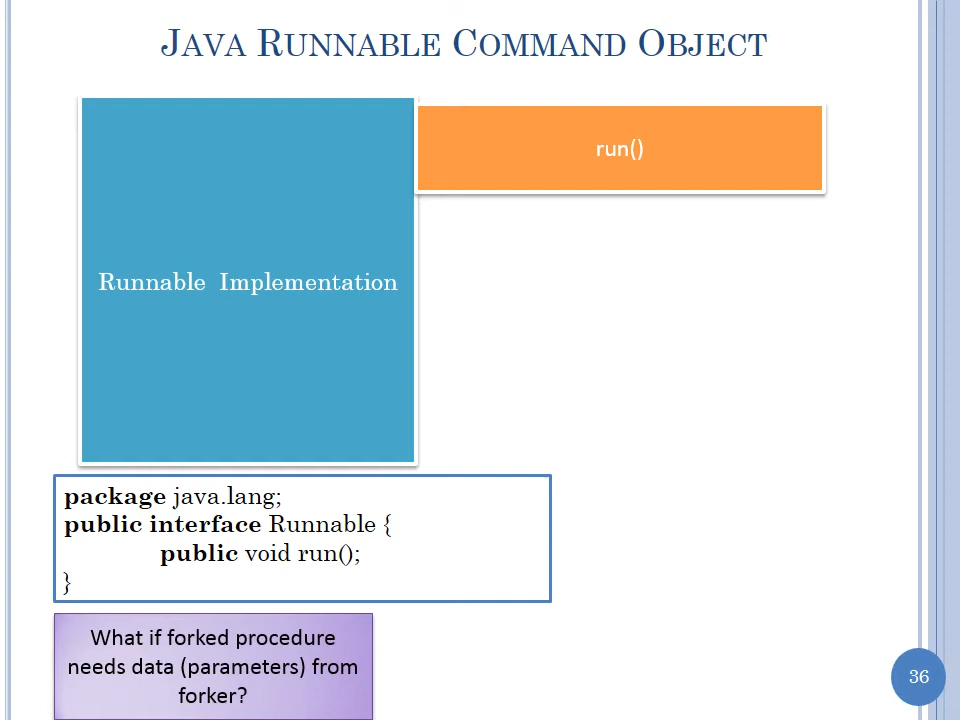 JAVA RUNNABLE COMMAND OBJECT
run()
Runnable Implementation
package java.lang;
public interface Runnable {
public void run();
}
What if forked procedure
needs data (parameters) from
forker?
36